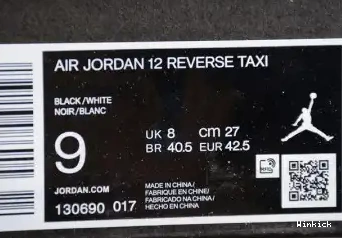 AIR JORDAN 12 REVERSE TAXI
BLACK/WHITE
NOIR/BLANC
9
UK 8 cm 27
BR 40.5 EUR 42.5
JORDAN.COM
130690 017
MADE IN CHINA/
FABRIQUE EN CHINE/
FABRICADO NA CHINA/
HECHO EN CHINA
Winkick